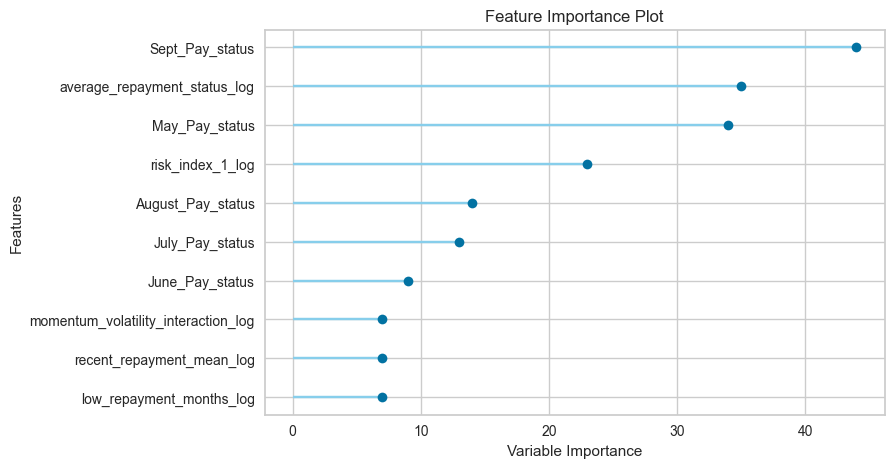 Feature Importance Plot
Sept_Pay_status
average_repayment_status_log
May_Pay_status
risk_index_1_log
August_Pay_status
July_Pay_status
June_Pay_status
momentum_volatility_interaction_log
recent_repayment_mean_log
low_repayment_months_log
Features
0 10 20 30 40
Variable Importance